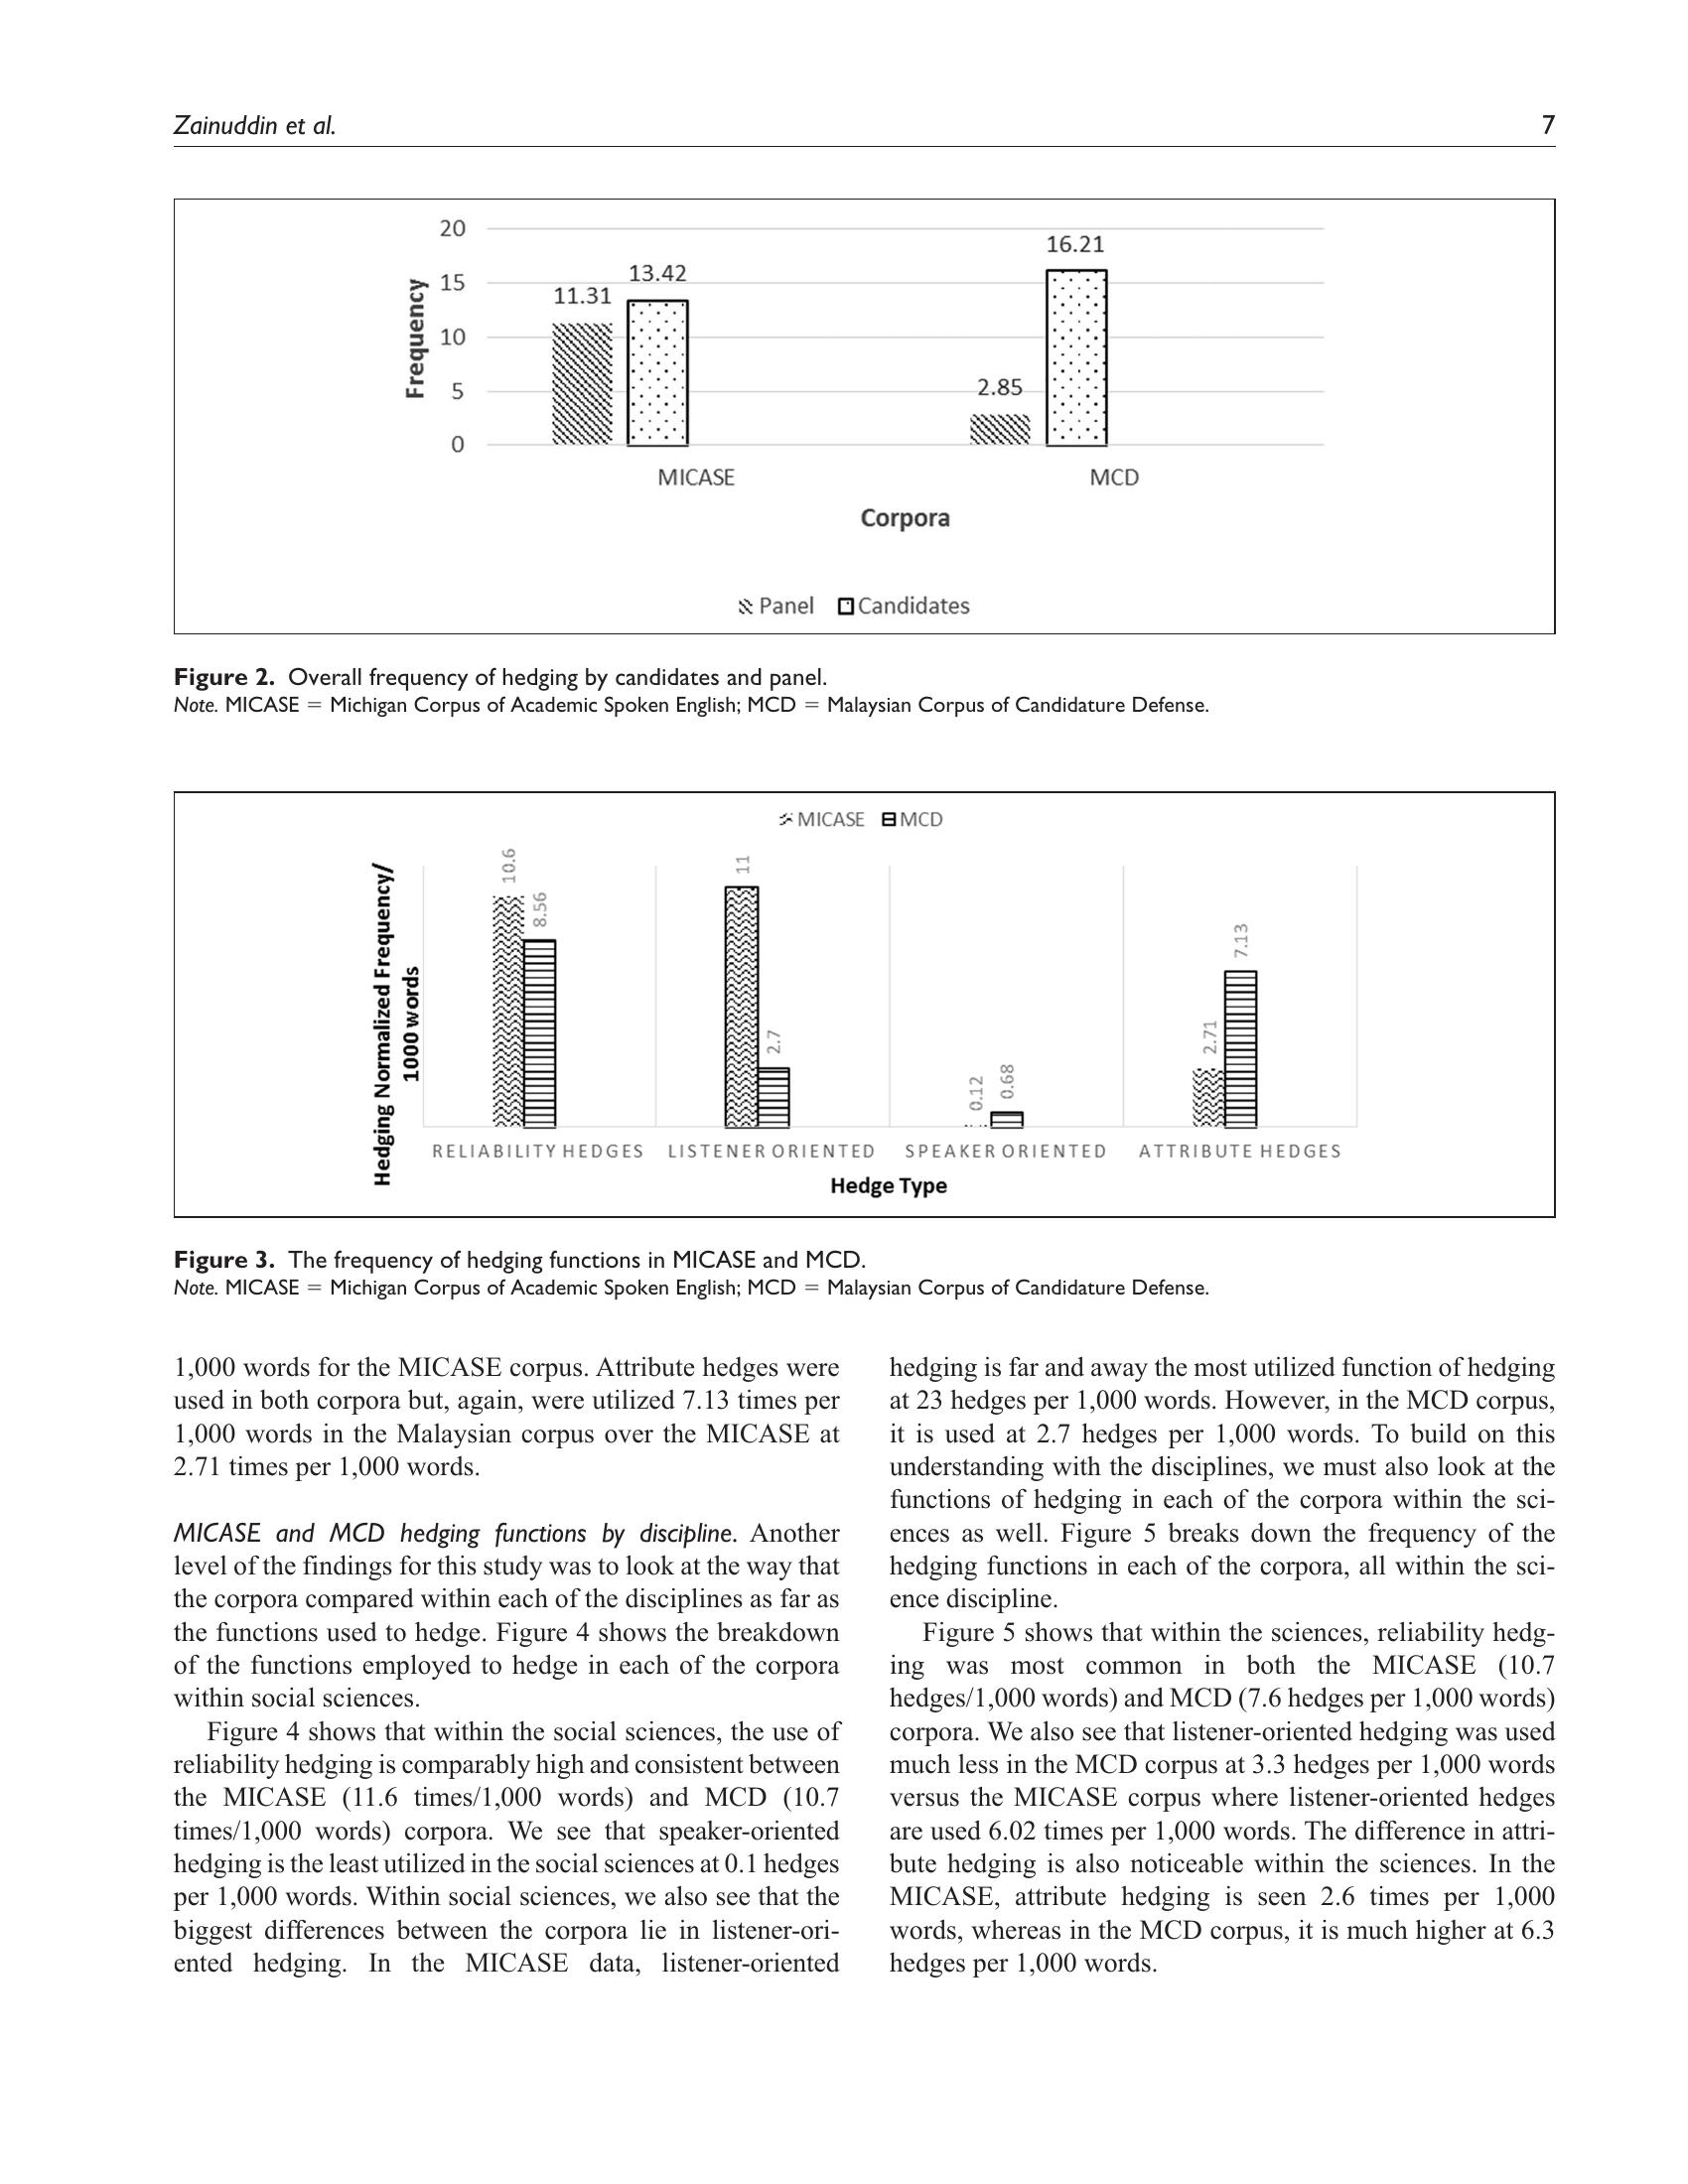 Zainuddin et al.
7
20
15
10
5
0
Frequency
11.31
13.42
2.85
16.21
MICASE
MCD
Corpora
Panel
Candidates
Figure 2. Overall frequency of hedging by candidates and panel.
Note. MICASE = Michigan Corpus of Academic Spoken English; MCD = Malaysian Corpus of Candidature Defense.
MICASE
MCD
Hedging Normalized Frequency/
1000 words
10.6
8.56
11
2.7
0.12
0.68
2.71
7.13
RELIABILITY HEDGES
LISTENER ORIENTED
SPEAKER ORIENTED
ATTRIBUTE HEDGES
Hedge Type
Figure 3. The frequency of hedging functions in MICASE and MCD.
Note. MICASE = Michigan Corpus of Academic Spoken English; MCD = Malaysian Corpus of Candidature Defense.
1,000 words for the MICASE corpus. Attribute hedges were
used in both corpora but, again, were utilized 7.13 times per
1,000 words in the Malaysian corpus over the MICASE at
2.71 times per 1,000 words.
MICASE and MCD hedging functions by discipline. Another
level of the findings for this study was to look at the way that
the corpora compared within each of the disciplines as far as
the functions used to hedge. Figure 4 shows the breakdown
of the functions employed to hedge in each of the corpora
within social sciences.
Figure 4 shows that within the social sciences, the use of
reliability hedging is comparably high and consistent between
the MICASE (11.6 times/1,000 words) and MCD (10.7
times/1,000 words) corpora. We see that speaker-oriented
hedging is the least utilized in the social sciences at 0.1 hedges
per 1,000 words. Within social sciences, we also see that the
biggest differences between the corpora lie in listener-ori-
ented hedging. In the MICASE data, listener-oriented
hedging is far and away the most utilized function of hedging
at 23 hedges per 1,000 words. However, in the MCD corpus,
it is used at 2.7 hedges per 1,000 words. To build on this
understanding with the disciplines, we must also look at the
functions of hedging in each of the corpora within the sci-
ences as well. Figure 5 breaks down the frequency of the
hedging functions in each of the corpora, all within the sci-
ence discipline.
Figure 5 shows that within the sciences, reliability hedg-
ing was most common in both the MICASE (10.7
hedges/1,000 words) and MCD (7.6 hedges per 1,000 words)
corpora. We also see that listener-oriented hedging was used
much less in the MCD corpus at 3.3 hedges per 1,000 words
versus the MICASE corpus where listener-oriented hedges
are used 6.02 times per 1,000 words. The difference in attri-
bute hedging is also noticeable within the sciences. In the
MICASE, attribute hedging is seen 2.6 times per 1,000
words, whereas in the MCD corpus, it is much higher at 6.3
hedges per 1,000 words.